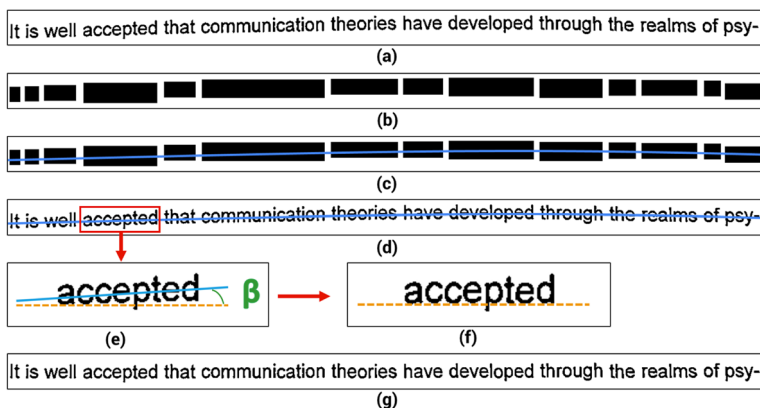 It is well accepted that communication theories have developed through the realms of psy-
(a)
(b)
(c)
It is well accepted that communication theories have developed through the realms of psy-
(d)
accepted β
accepted
(e)
(f)
It is well accepted that communication theories have developed through the realms of psy-
(g)